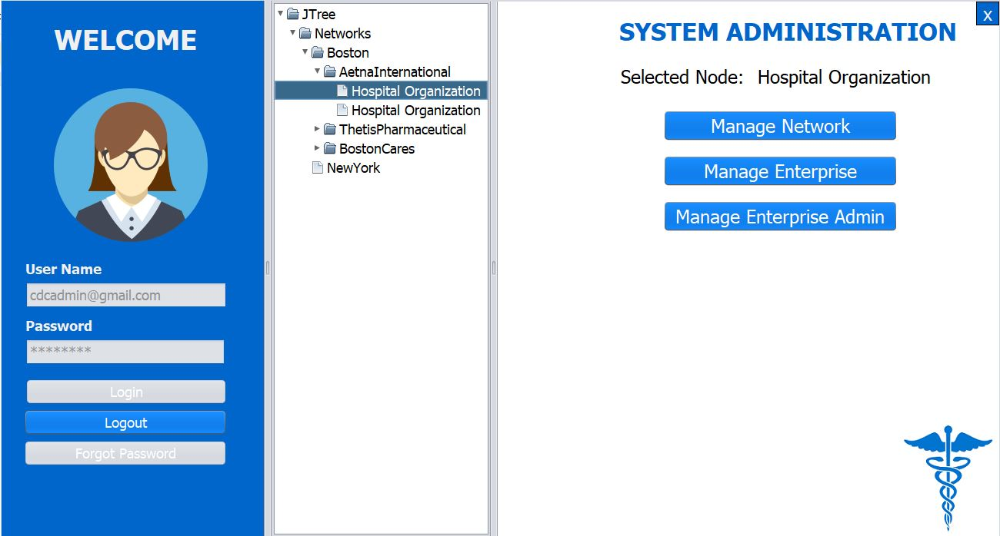 WELCOME
User Name
cdcadmin@gmail.com
Password
********
Login
Logout
Forgot Password
JTree
Networks
Boston
AetnaInternational
Hospital Organization
Hospital Organization
ThetisPharmaceutical
BostonCares
NewYork
X
SYSTEM ADMINISTRATION
Selected Node: Hospital Organization
Manage Network
Manage Enterprise
Manage Enterprise Admin